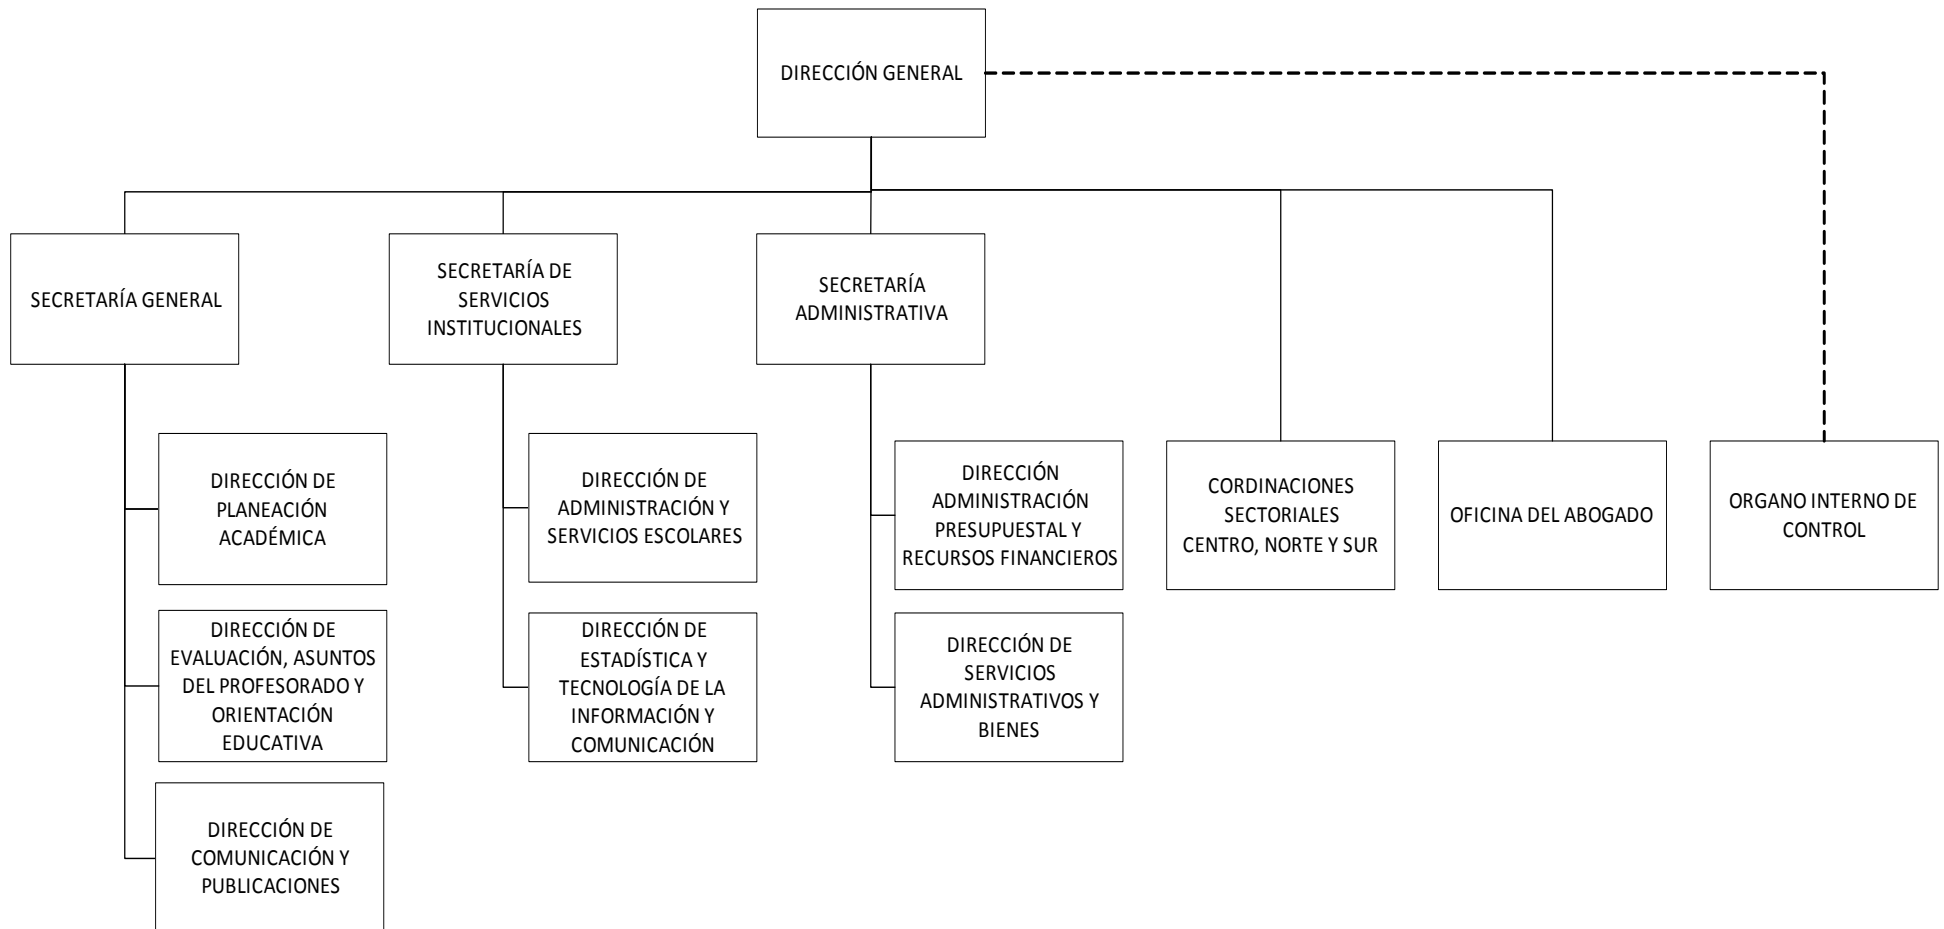 DIRECCIÓN GENERAL
SECRETARÍA GENERAL
SECRETARÍA DE
SERVICIOS
INSTITUCIONALES
SECRETARÍA
ADMINISTRATIVA
DIRECCIÓN DE
PLANEACIÓN
ACADÉMICA
DIRECCIÓN DE
ADMINISTRACIÓN Y
SERVICIOS ESCOLARES
DIRECCIÓN
ADMINISTRACIÓN
PRESUPUESTAL Y
RECURSOS FINANCIEROS
CORDINACIONES
SECTORIALES
CENTRO, NORTE Y SUR
OFICINA DEL ABOGADO
ORGANO INTERNO DE
CONTROL
DIRECCIÓN DE
EVALUACIÓN, ASUNTOS
DEL PROFESORADO Y
ORIENTACIÓN
EDUCATIVA
DIRECCIÓN DE
ESTADÍSTICA Y
TECNOLOGÍA DE LA
INFORMACIÓN Y
COMUNICACIÓN
DIRECCIÓN DE
SERVICIOS
ADMINISTRATIVOS Y
BIENES
DIRECCIÓN DE
COMUNICACIÓN Y
PUBLICACIONES